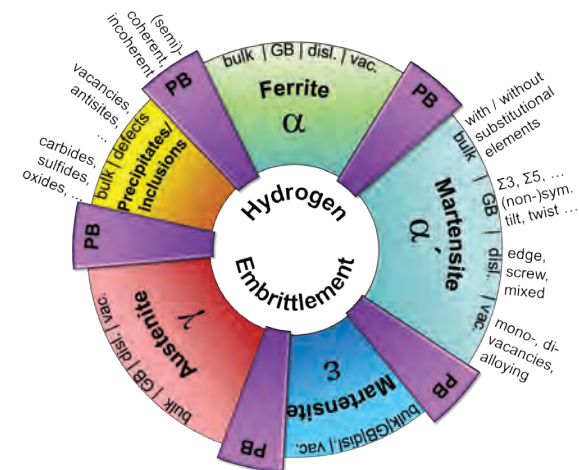 Hydrogen
Embrittlement
bulk | GB | disl. | vac.
Ferrite
α
PB
with / without
substitutional
elements
bulk | GB | disl. | vac.
Martensite
α´
Σ3, Σ5, …
(non-)sym.
tilt, twist …
edge,
screw,
mixed
mono-, di-
vacancies,
alloying
PB
Martensite
ε
bulk|GB|disl.| vac.
PB
Austenite
γ
bulk | GB | disl. | vac.
PB
bulk | defects
Precipitates/
inclusions
carbides,
sulfides,
oxides, …
vacancies,
antisites,
…
PB
(semi)-
coherent,
incoherent